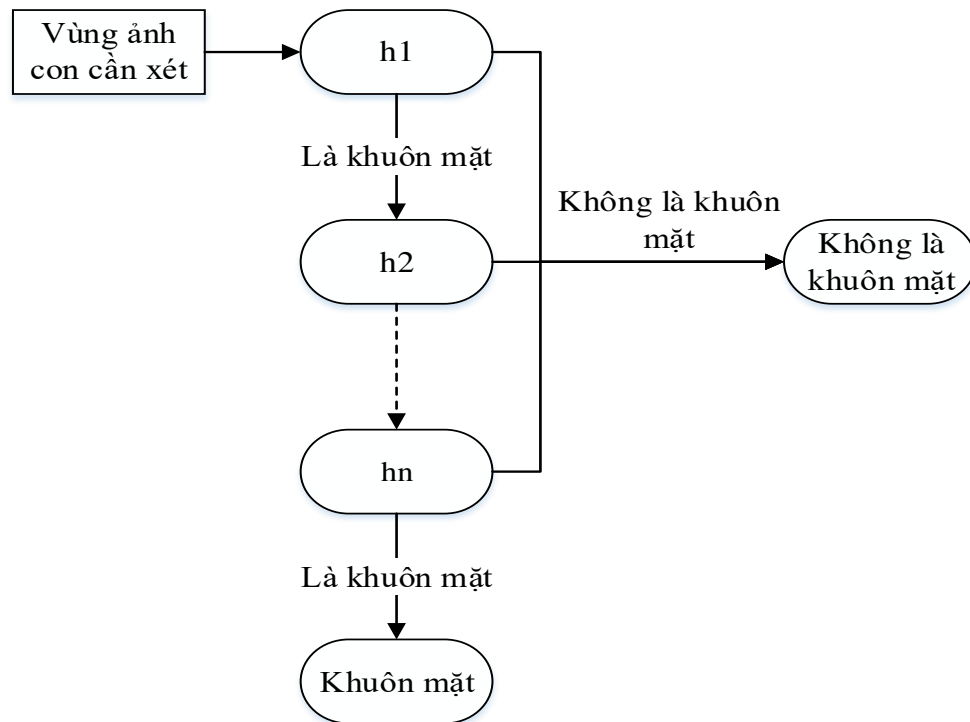 Vùng ảnh
con cần xét
h1
Là khuôn mặt
h2
Không là khuôn
mặt
Không là
khuôn mặt
hn
Là khuôn mặt
Khuôn mặt